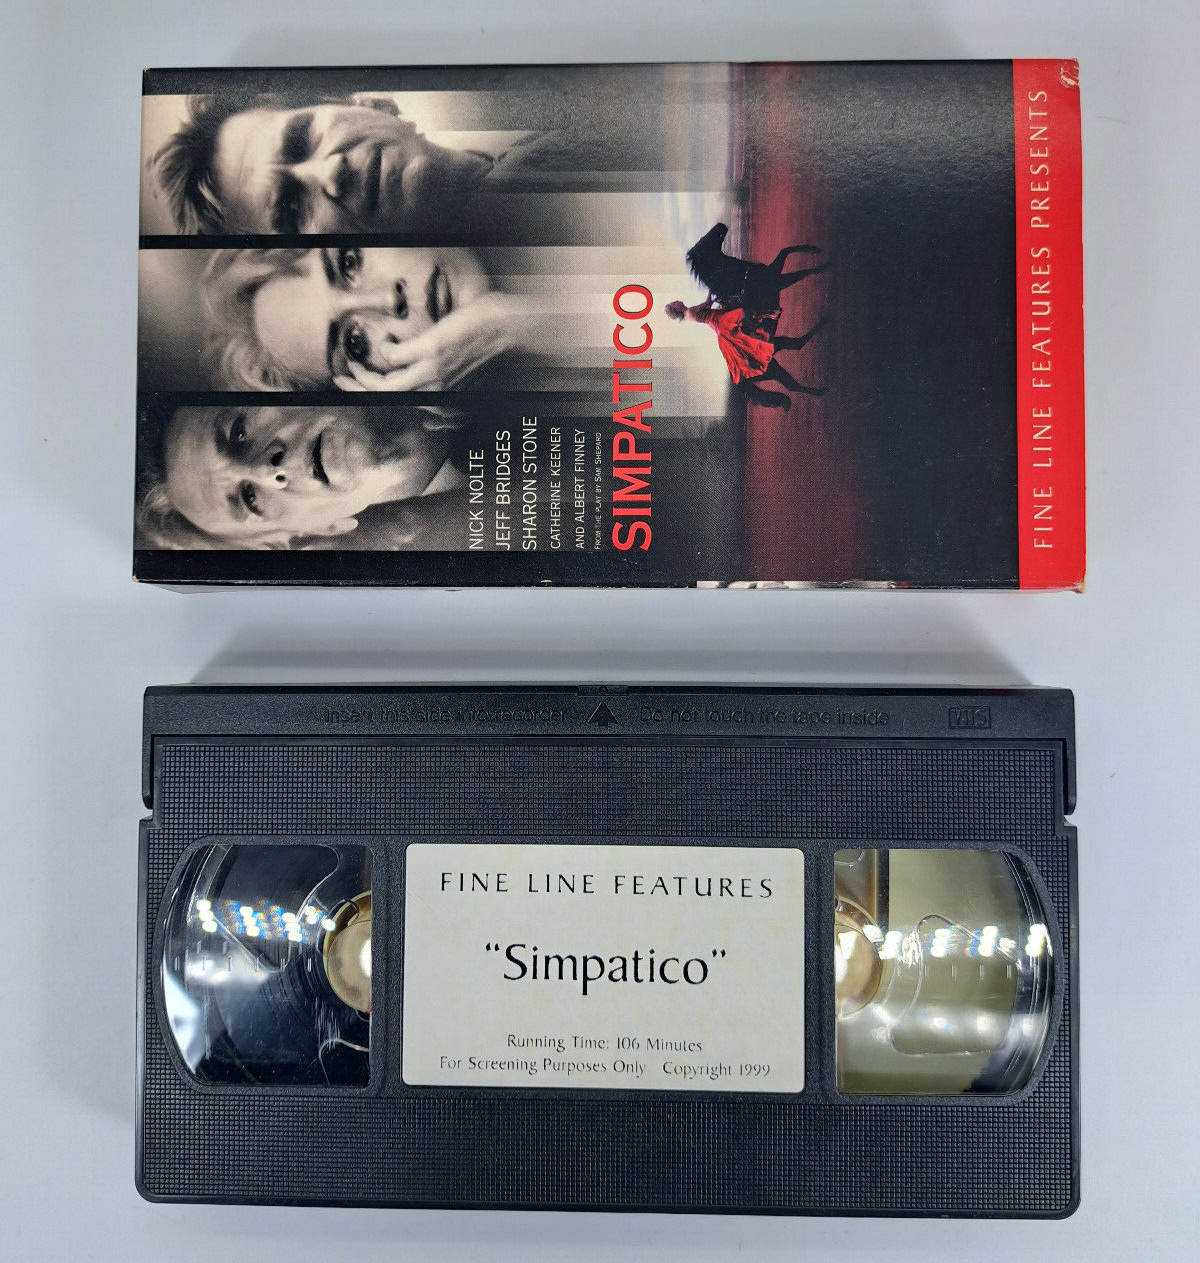 FINE LINE FEATURES PRESENTS
NICK NOLTE
JEFF BRIDGES
SHARON STONE
CATHERINE KEENER
AND ALBERT FINNEY
FROM THE PLAY BY SAM SHEPARD
SIMPATICO
Insert this side into recorder
Do not touch the tape inside
VHS
FINE LINE FEATURES
“Simpatico”
Running Time: 106 Minutes
For Screening Purposes Only Copyright 1999